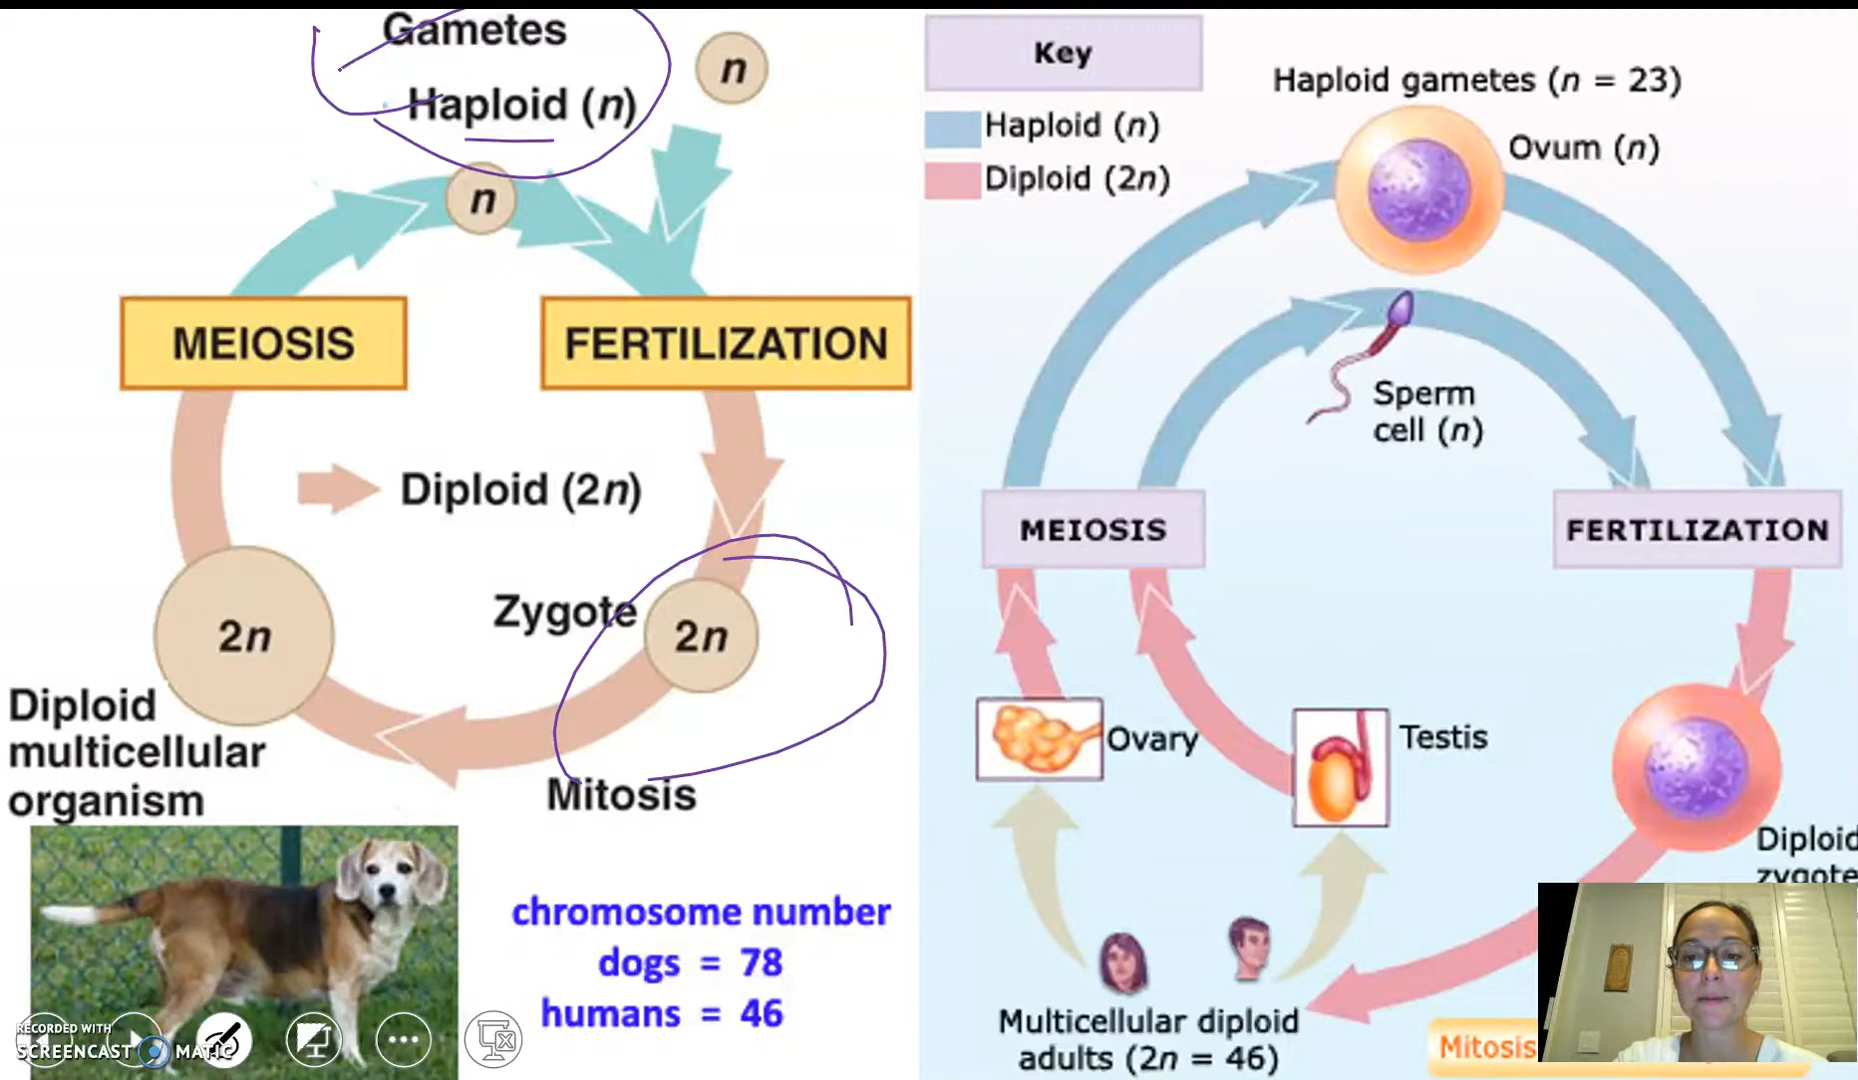 Gametes
Haploid (n)
n
n
MEIOSIS
FERTILIZATION
Diploid (2n)
Zygote
2n
2n
Diploid
multicellular
organism
Mitosis
chromosome number
dogs = 78
humans = 46
RECORDED WITH
SCREENCAST MATIC
Key
Haploid (n)
Diploid (2n)
Haploid gametes (n = 23)
Ovum (n)
Sperm
cell (n)
MEIOSIS
FERTILIZATION
Ovary
Testis
Diploid
zygote
Multicellular diploid
adults (2n = 46)
Mitosis